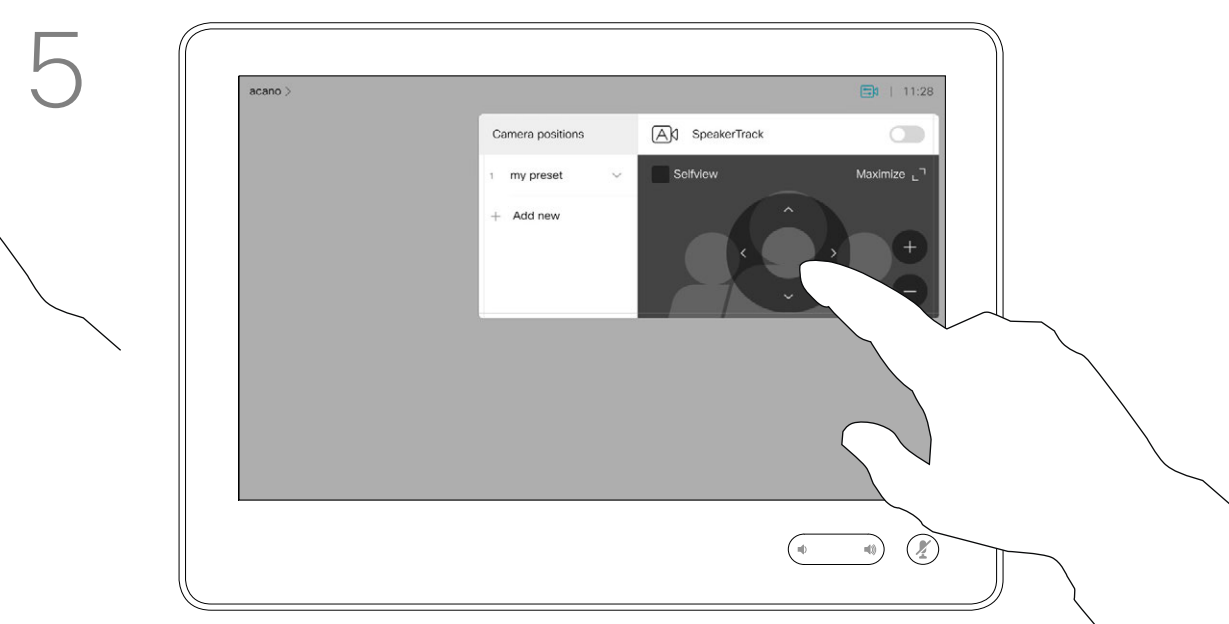 5
acano >
| 11:28
Camera positions
SpeakerTrack
1 my preset
Selfview
Maximize
+ Add new